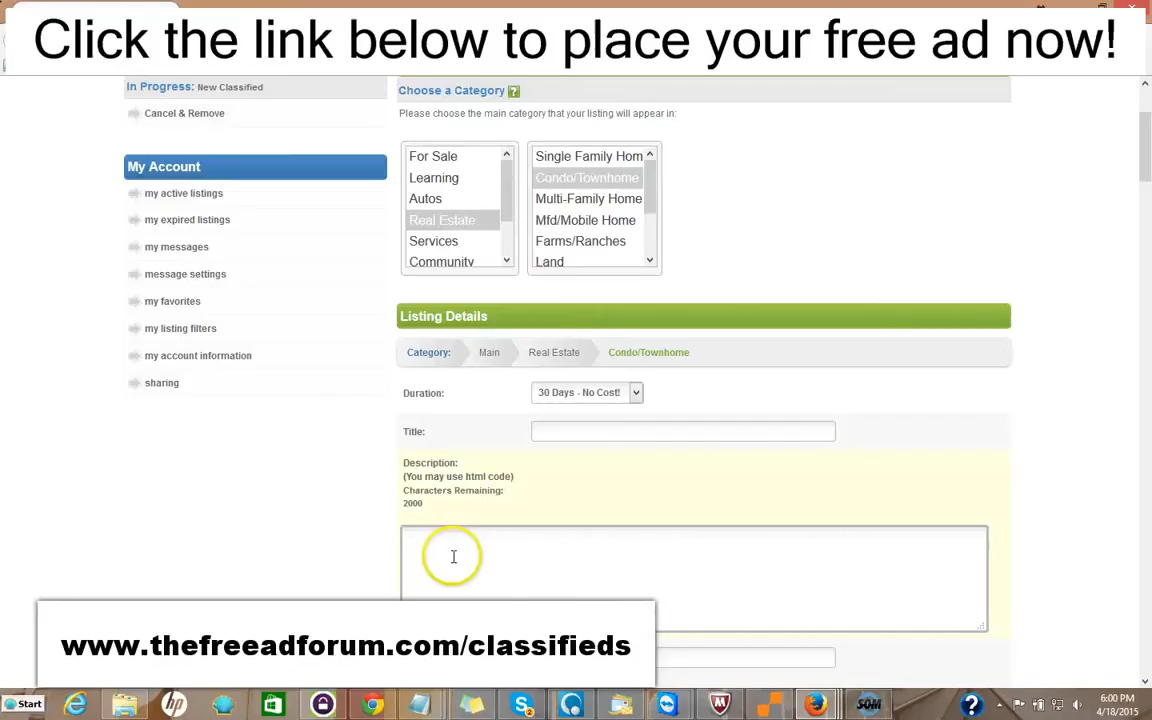 Click the link below to place your free ad now!
In Progress: New Classified
Cancel & Remove
My Account
my active listings
my expired listings
my messages
message settings
my favorites
my listing filters
my account information
sharing
Choose a Category ?
Please choose the main category that your listing will appear in:
For Sale
Learning
Autos
Real Estate
Services
Community
Single Family Hom
Condo/Townhome
Multi-Family Home
Mfd/Mobile Home
Farms/Ranches
Land
Listing Details
Category: Main Real Estate Condo/Townhome
Duration: 30 Days - No Cost!
Title:
Description:
(You may use html code)
Characters Remaining:
2000
www.thefreeadforum.com/classifieds
Start
hp
S 2
SOM
?
6:00 PM
4/18/2015